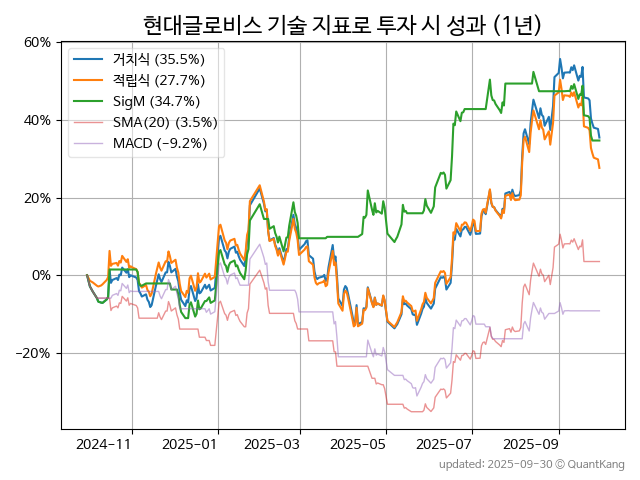 현대글로비스 기술 지표로 투자 시 성과 (1년)
거치식 (35.5%)
적립식 (27.7%)
SigM (34.7%)
SMA(20) (3.5%)
MACD (−9.2%)
60%
40%
20%
0%
−20%
2024-11 2025-01 2025-03 2025-05 2025-07 2025-09
updated: 2025-09-30 © QuantKang